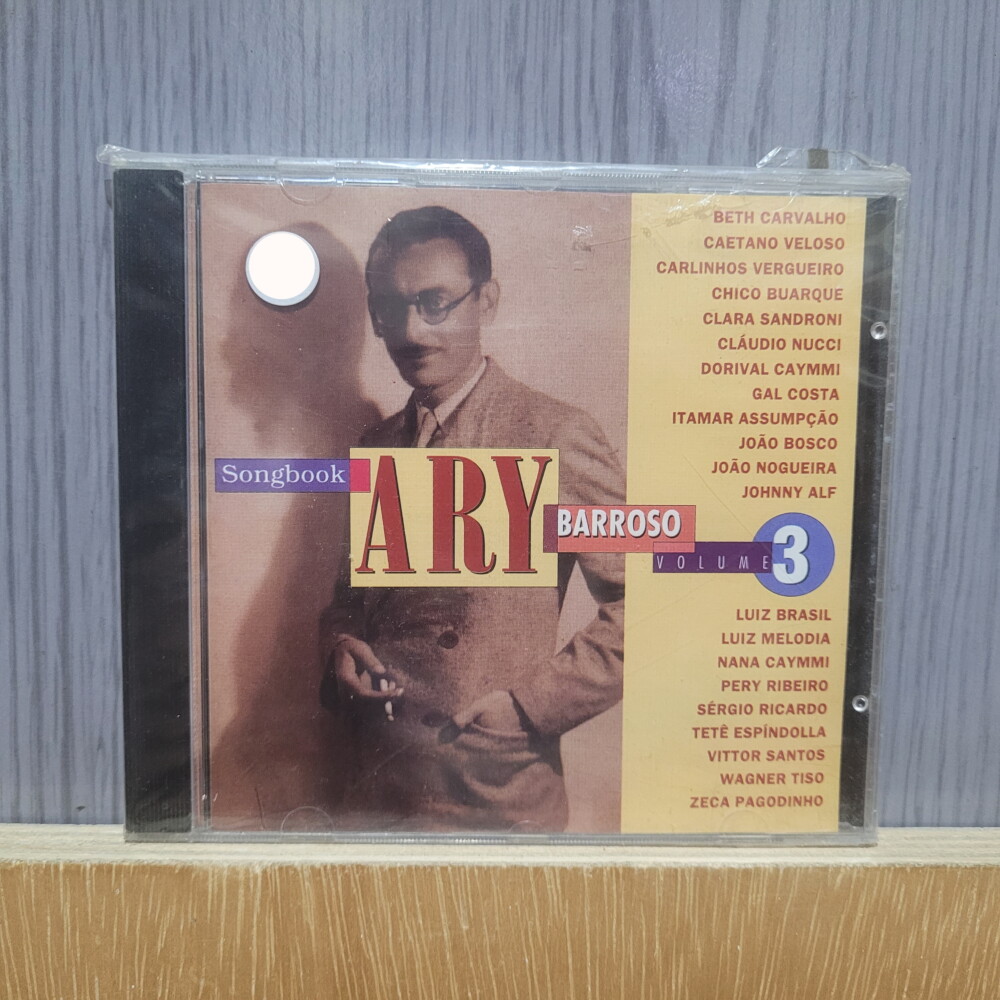 BETH CARVALHO
CAETANO VELOSO
CARLINHOS VERGUEIRO
CHICO BUARQUE
CLARA SANDRONI
CLÁUDIO NUCCI
DORIVAL CAYMMI
GAL COSTA
ITAMAR ASSUMPÇÃO
JOÃO BOSCO
JOÃO NOGUEIRA
JOHNNY ALF
Songbook
ARY
BARROSO
VOLUME 3
LUIZ BRASIL
LUIZ MELODIA
NANA CAYMMI
PERY RIBEIRO
SÉRGIO RICARDO
TETÊ ESPÍNDOLLA
VITTOR SANTOS
WAGNER TISO
ZECA PAGODINHO